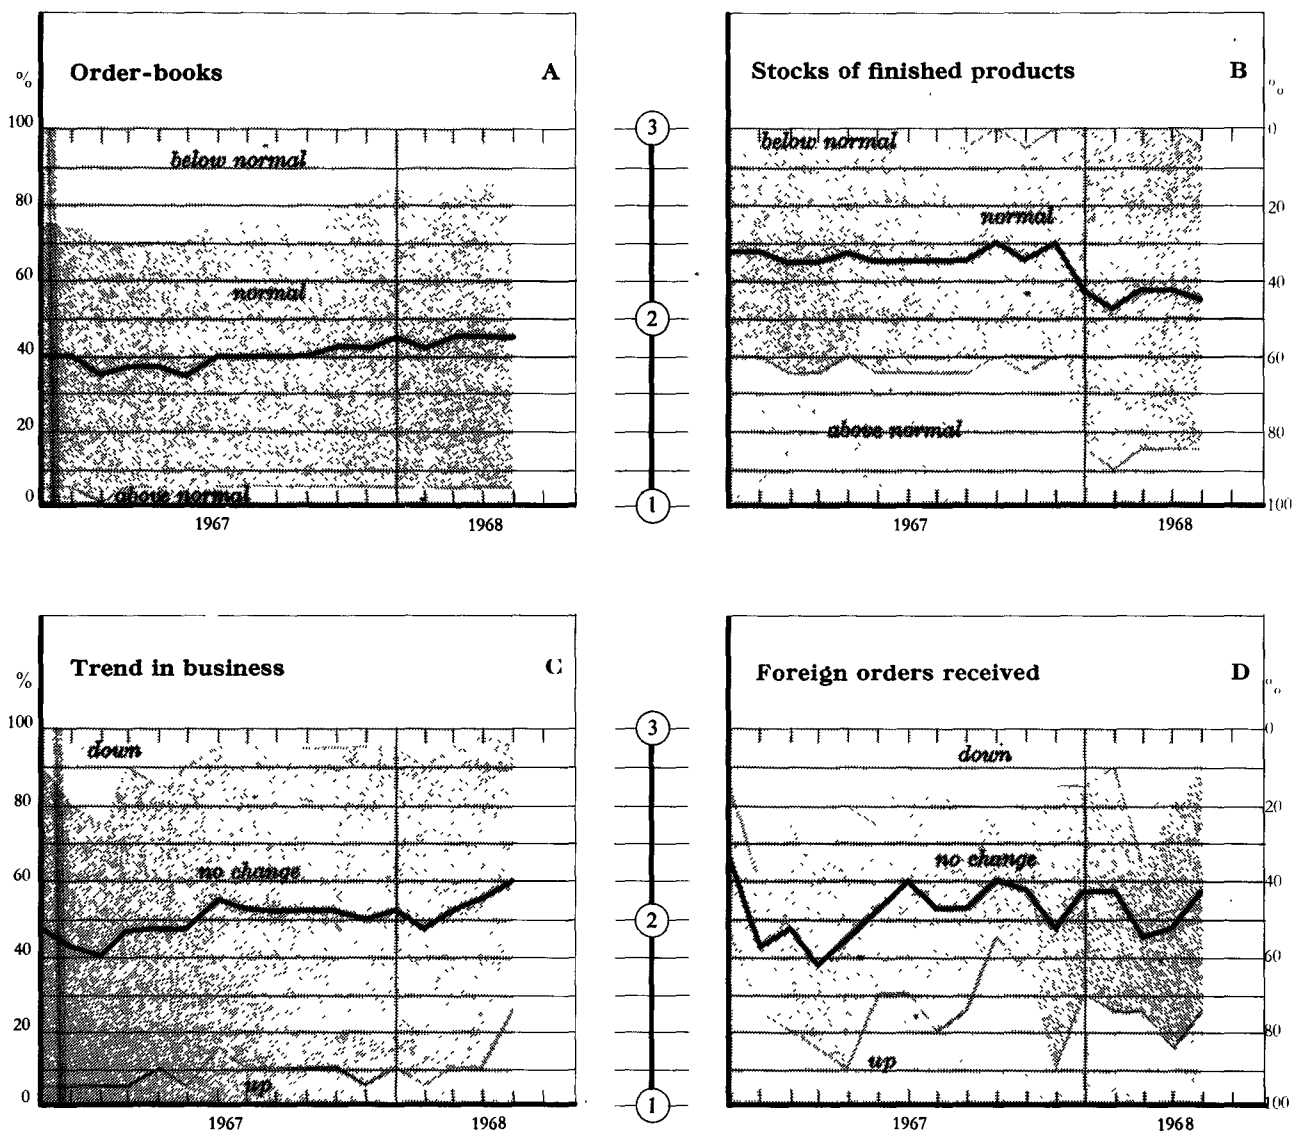 Order-books A
%
100
below normal
80
60
normal
40
20
above normal
0
1967 1968
3
2
1
Stocks of finished products B
%
0
below normal
normal
20
40
60
above normal
80
100
1967 1968
Trend in business C
%
100
down
80
no change
60
40
20
up
0
1967 1968
3
2
1
Foreign orders received D
%
0
down
20
no change
40
60
up
80
100
1967 1968